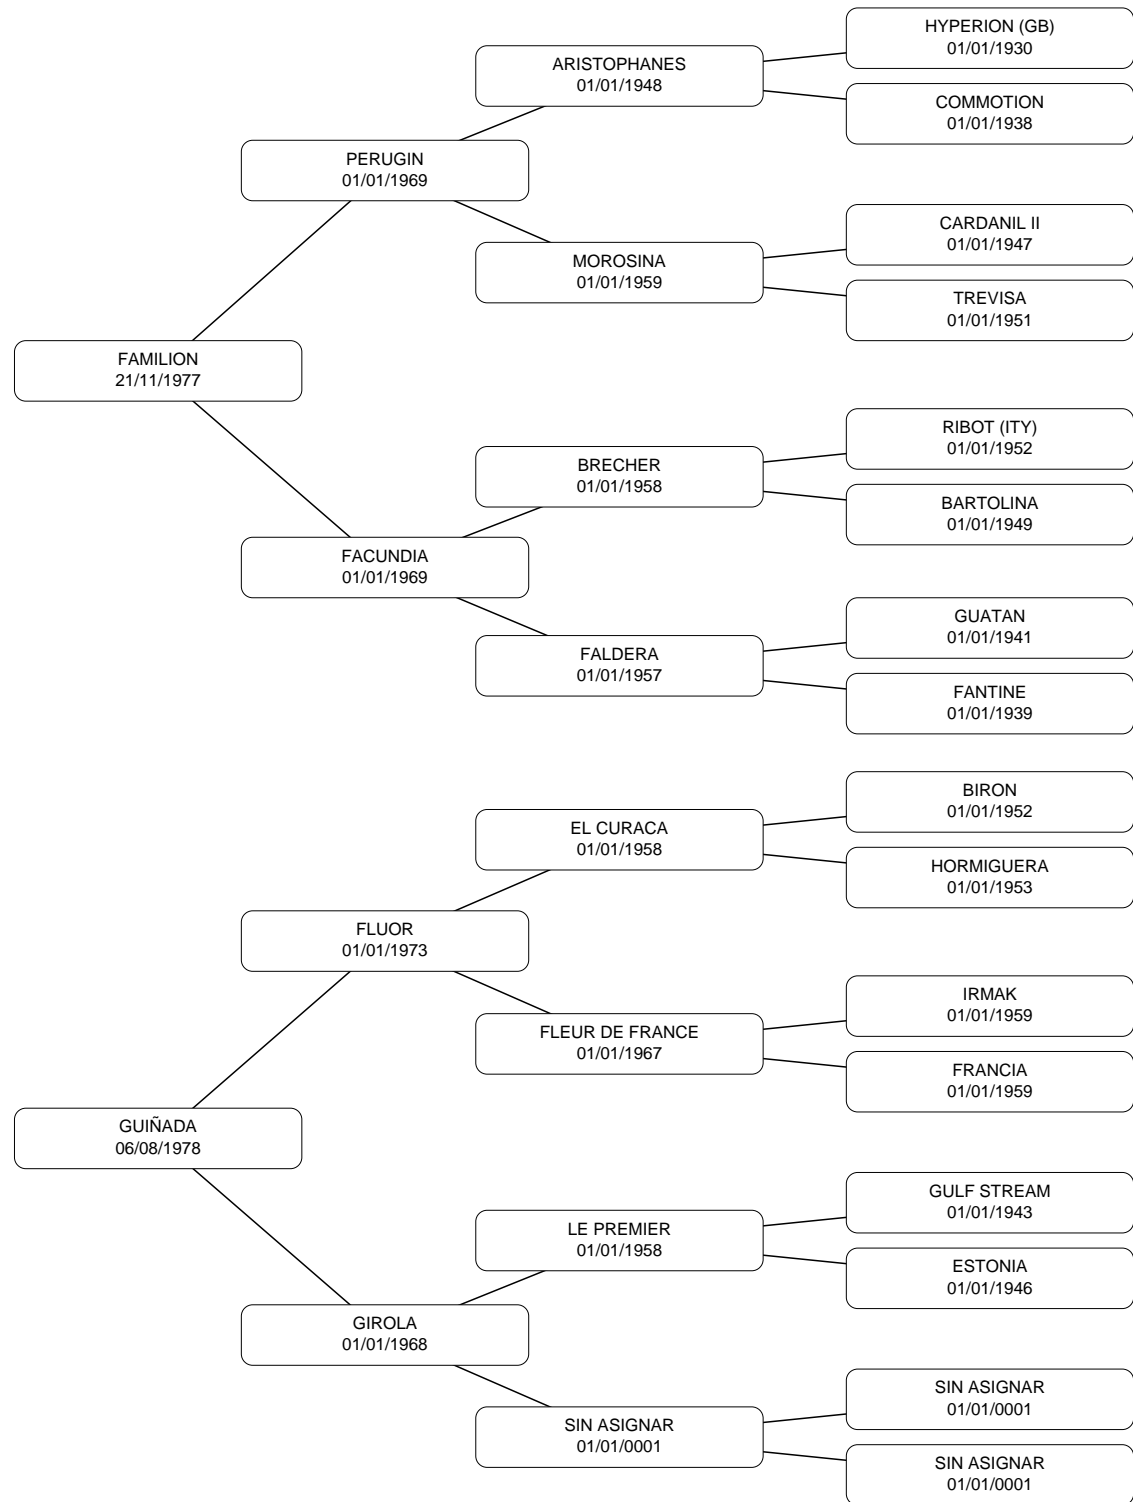 HYPERION (GB)
01/01/1930
ARISTOPHANES
01/01/1948
COMMOTION
01/01/1938
PERUGIN
01/01/1969
CARDANIL II
01/01/1947
MOROSINA
01/01/1959
TREVISA
01/01/1951
FAMILION
21/11/1977
RIBOT (ITY)
01/01/1952
BRECHER
01/01/1958
BARTOLINA
01/01/1949
FACUNDIA
01/01/1969
GUATAN
01/01/1941
FALDERA
01/01/1957
FANTINE
01/01/1939
BIRON
01/01/1952
EL CURACA
01/01/1958
HORMIGUERA
01/01/1953
FLUOR
01/01/1973
IRMAK
01/01/1959
FLEUR DE FRANCE
01/01/1967
FRANCIA
01/01/1959
GUIÑADA
06/08/1978
GULF STREAM
01/01/1943
LE PREMIER
01/01/1958
ESTONIA
01/01/1946
GIROLA
01/01/1968
SIN ASIGNAR
01/01/0001
SIN ASIGNAR
01/01/0001
SIN ASIGNAR
01/01/0001